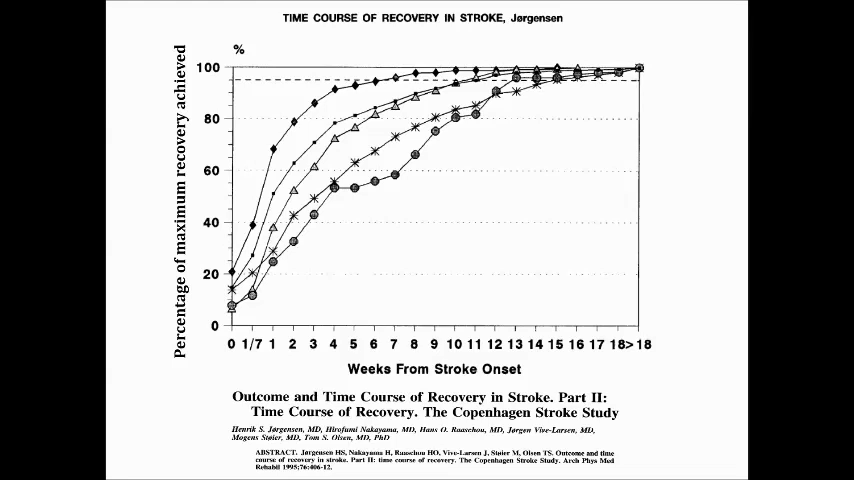 TIME COURSE OF RECOVERY IN STROKE, Jørgensen
%
Percentage of maximum recovery achieved
100
80
60
40
20
0
0 1/7 1 2 3 4 5 6 7 8 9 10 11 12 13 14 15 16 17 18 > 18
Weeks From Stroke Onset
Outcome and Time Course of Recovery in Stroke. Part II:
Time Course of Recovery. The Copenhagen Stroke Study
Henrik S. Jørgensen, MD, Hirofumi Nakayama, MD, Hans O. Raaschou, MD, Jørgen Vive-Larsen, MD,
Mogens Støier, MD, Tom S. Olsen, MD, PhD
ABSTRACT. Jørgensen HS, Nakayama H, Raaschou HO, Vive-Larsen J, Støier M, Olsen TS. Outcome and time
course of recovery in stroke. Part II: time course of recovery. The Copenhagen Stroke Study. Arch Phys Med
Rehabil 1995;76:406-12.